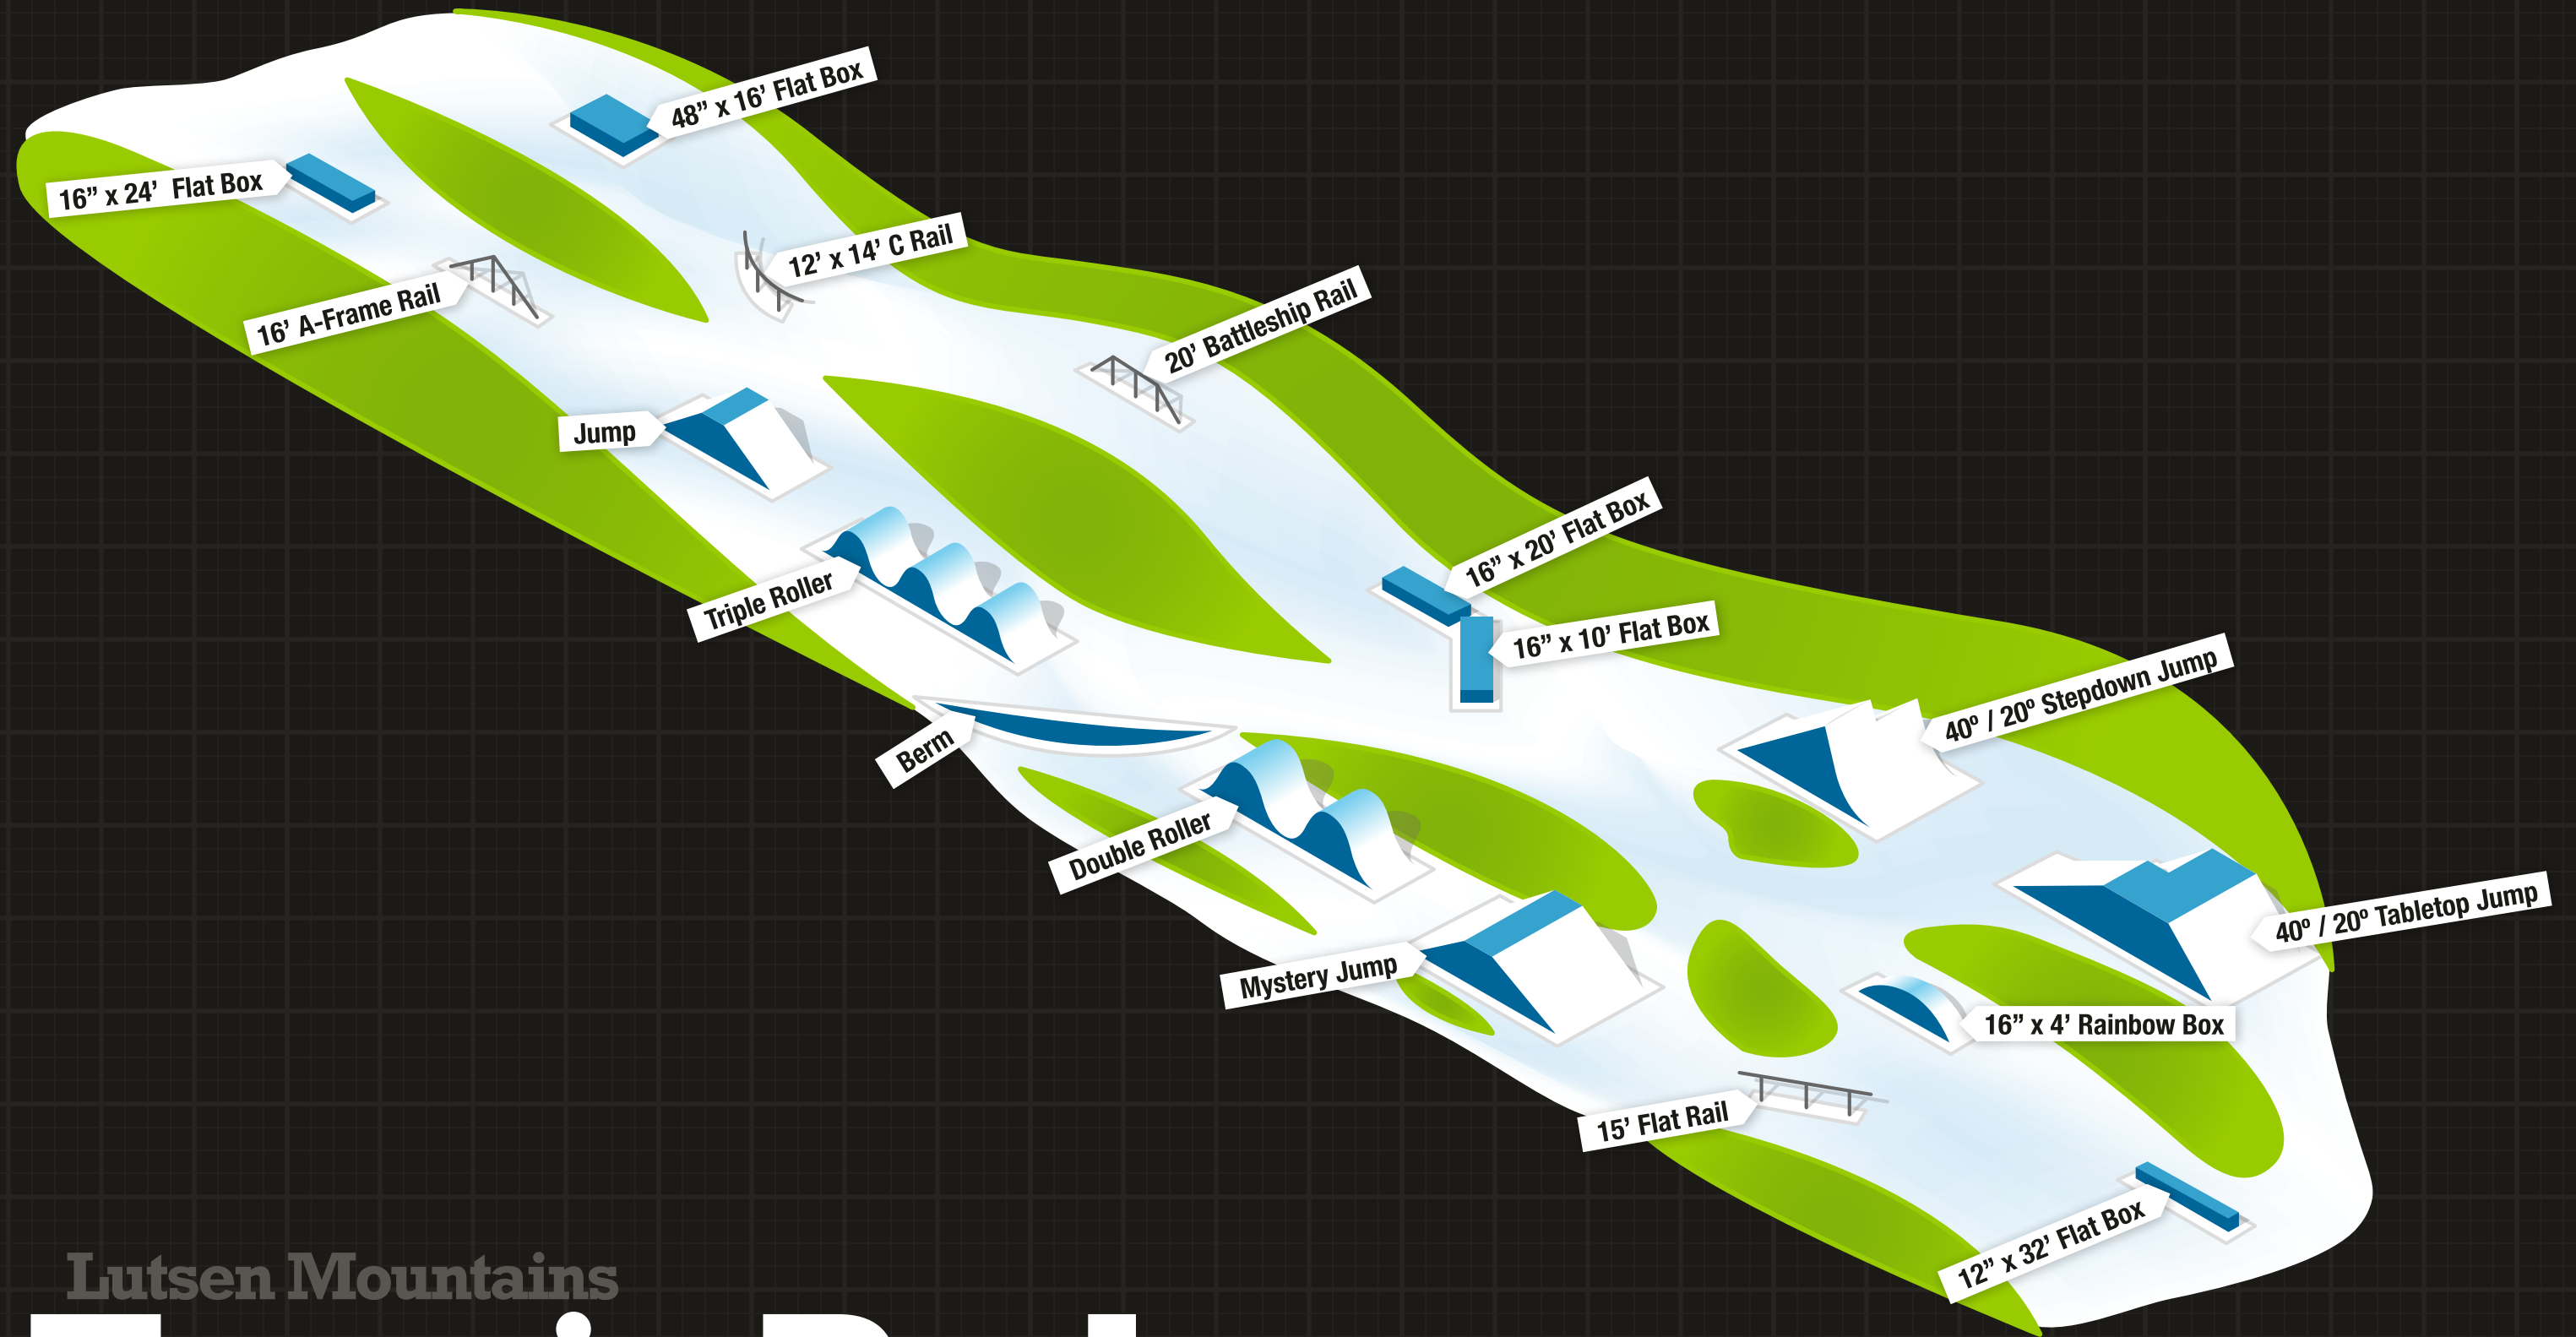 48” x 16’ Flat Box
16” x 24’ Flat Box
12’ x 14’ C Rail
16’ A-Frame Rail
20’ Battleship Rail
Jump
16” x 20’ Flat Box
Triple Roller
16” x 10’ Flat Box
40º / 20º Stepdown Jump
Berm
Double Roller
40º / 20º Tabletop Jump
Mystery Jump
16” x 4’ Rainbow Box
15’ Flat Rail
12” x 32’ Flat Box
Lutsen Mountains